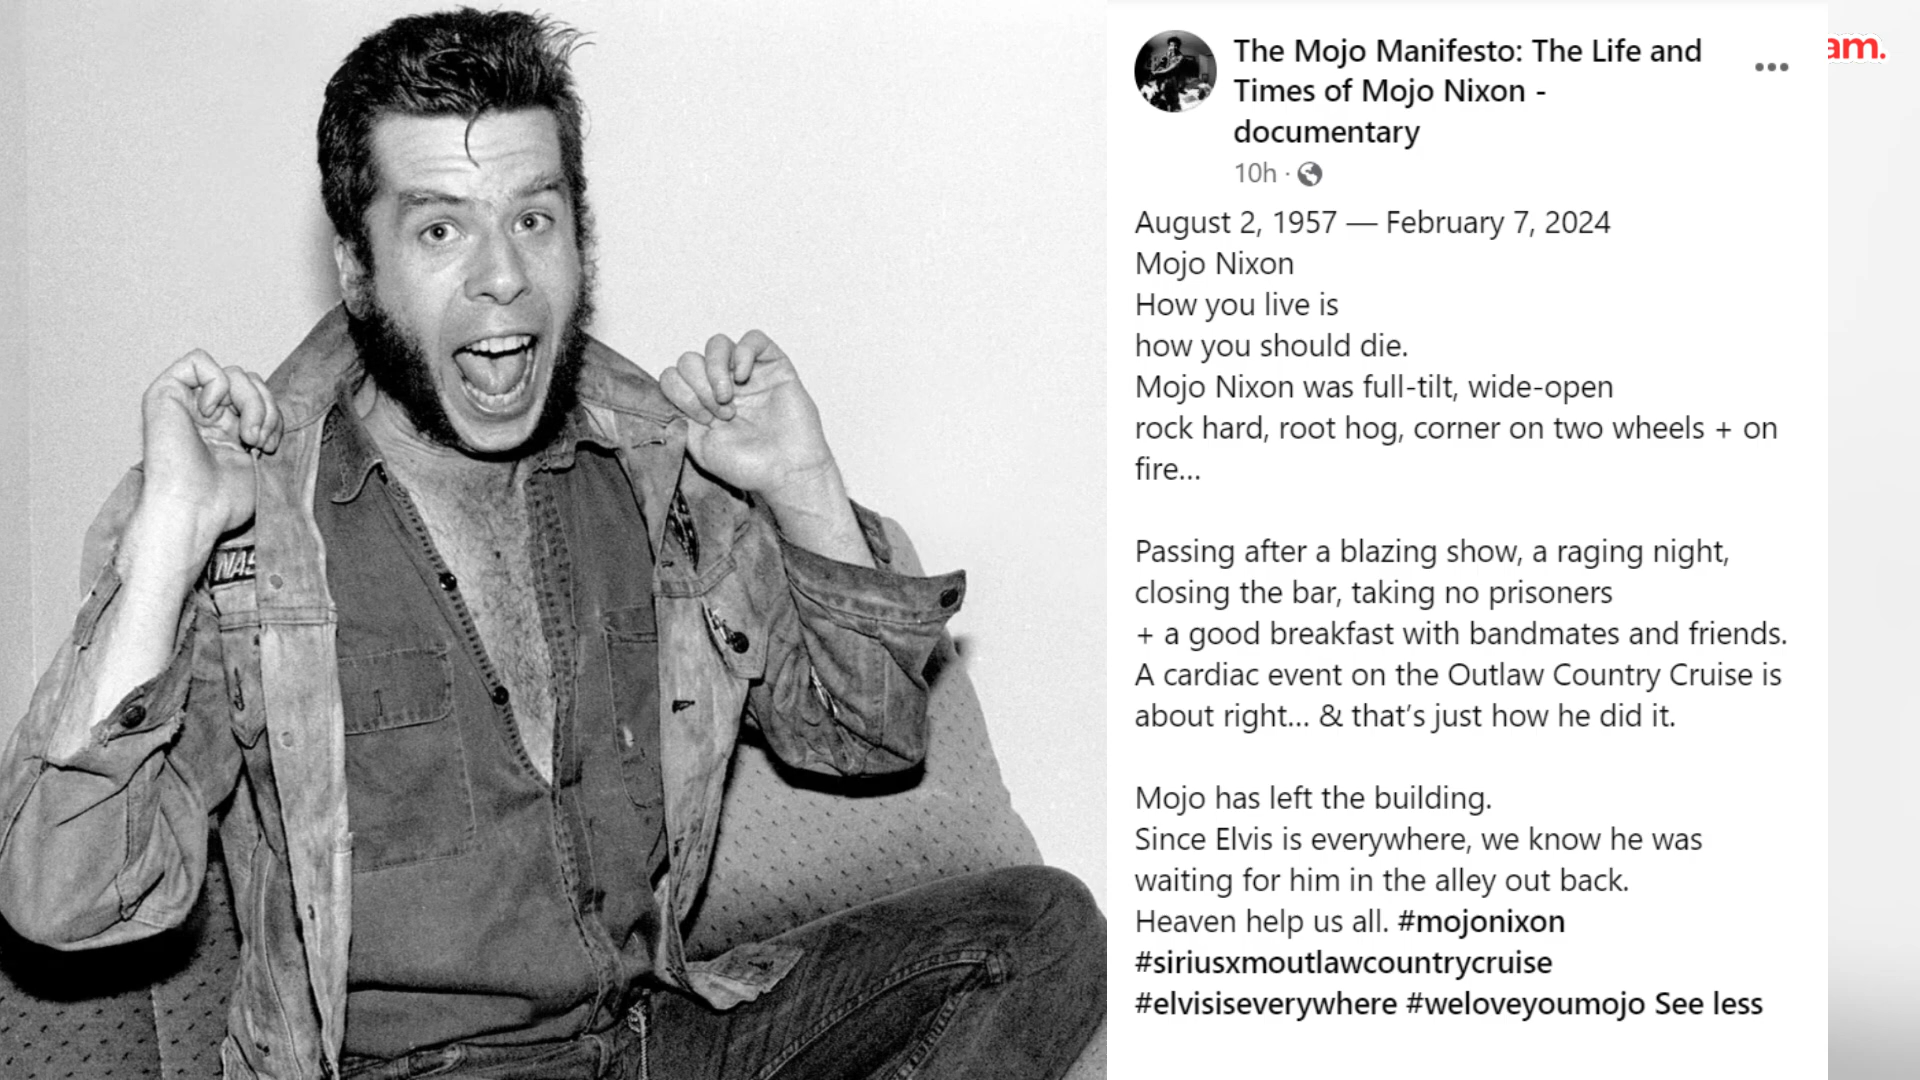 The Mojo Manifesto: The Life and
Times of Mojo Nixon -
documentary
10h ·
August 2, 1957 — February 7, 2024
Mojo Nixon
How you live is
how you should die.
Mojo Nixon was full-tilt, wide-open
rock hard, root hog, corner on two wheels + on
fire...
Passing after a blazing show, a raging night,
closing the bar, taking no prisoners
+ a good breakfast with bandmates and friends.
A cardiac event on the Outlaw Country Cruise is
about right... & that's just how he did it.
Mojo has left the building.
Since Elvis is everywhere, we know he was
waiting for him in the alley out back.
Heaven help us all. #mojonixon
#siriusxmoutlawcountrycruise
#elvisiseverywhere #weloveyoumojo See less
am.
NAS